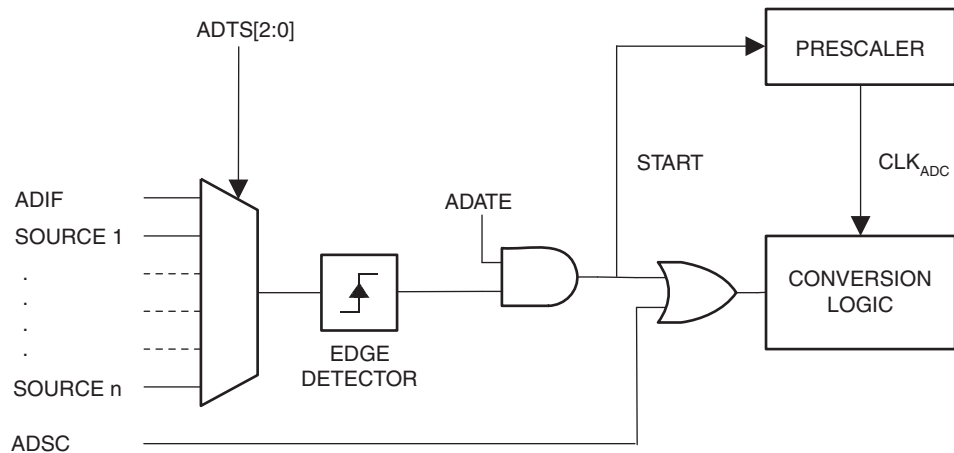 ADTS[2:0]
PRESCALER
START
CLKADC
ADIF
ADATE
SOURCE 1
.
.
.
.
CONVERSION
LOGIC
EDGE
DETECTOR
SOURCE n
ADSC